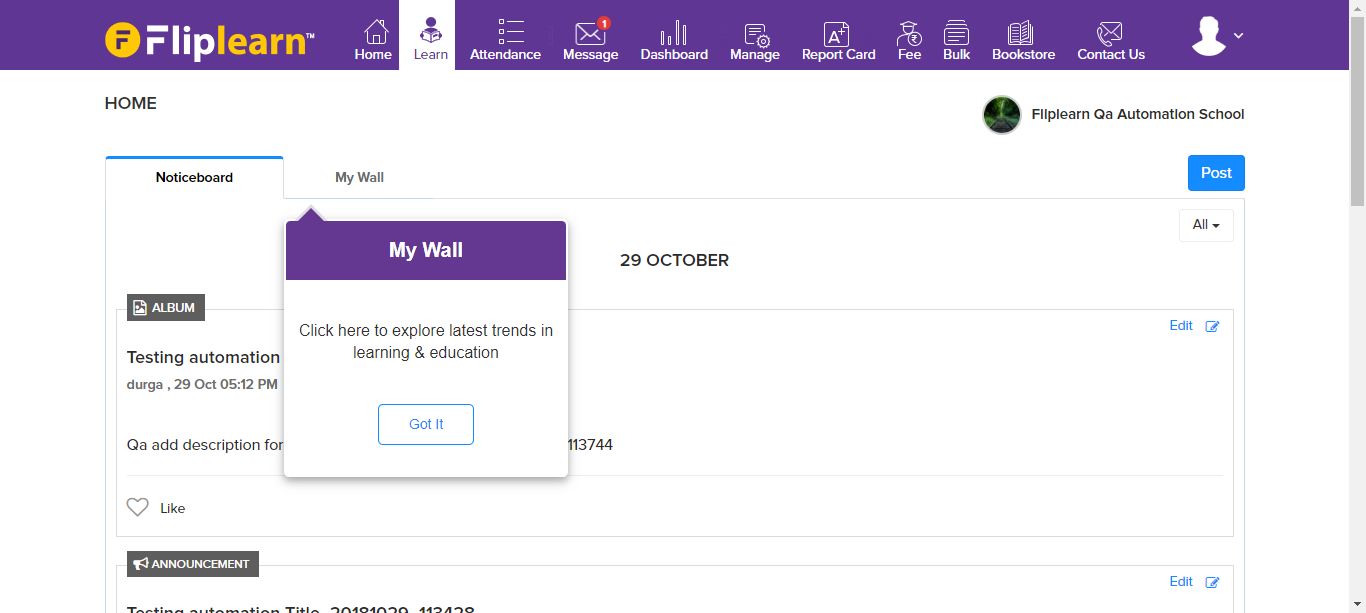 Fliplearn™
Home
Learn
Attendance
1
Message
Dashboard
Manage
A+
Report Card
Fee
Bulk
Bookstore
Contact Us
HOME
Fliplearn Qa Automation School
Noticeboard
My Wall
Post
All
My Wall
29 OCTOBER
Click here to explore latest trends in
learning & education
Got It
ALBUM
Edit
Testing automation
durga , 29 Oct 05:12 PM
Qa add description for 113744
Like
ANNOUNCEMENT
Edit
Testing automation Title 20181029 113428